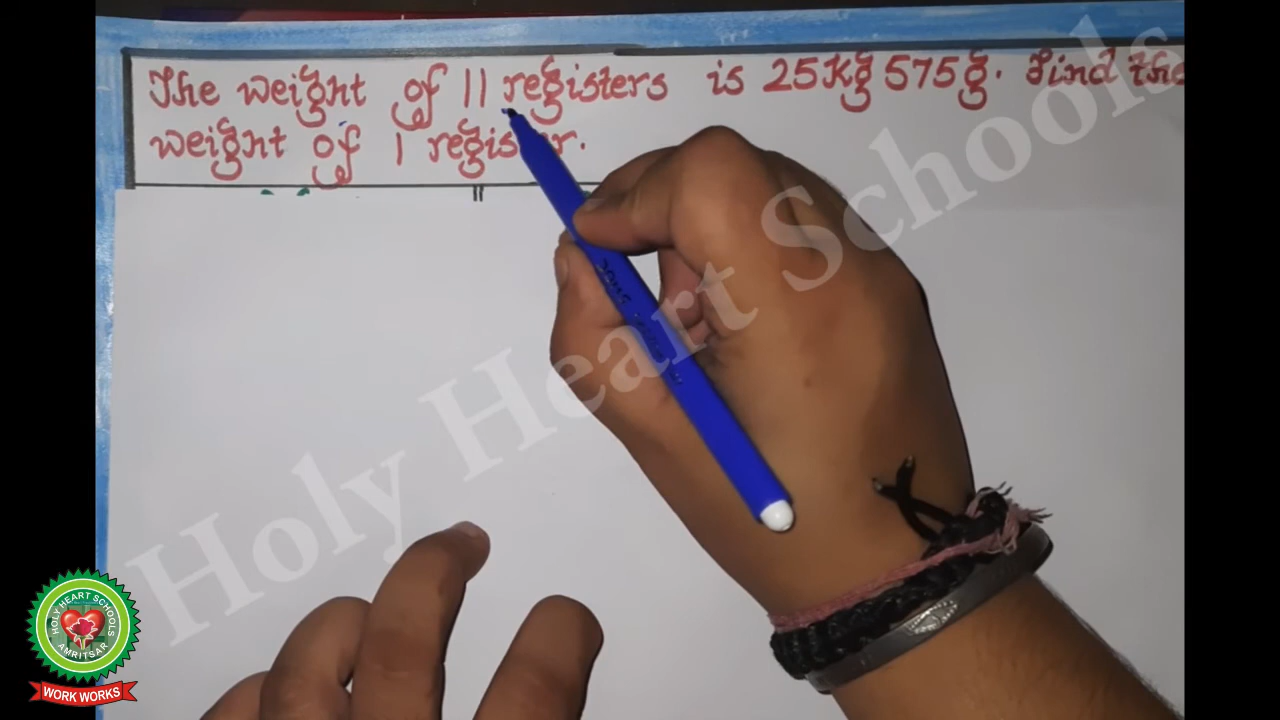 The weight of 11 registers is 25Kg 575g. Find the
weight of 1 register.
Holy Heart Schools
HOLY HEART SCHOOLS
AMRITSAR
WORK WORKS